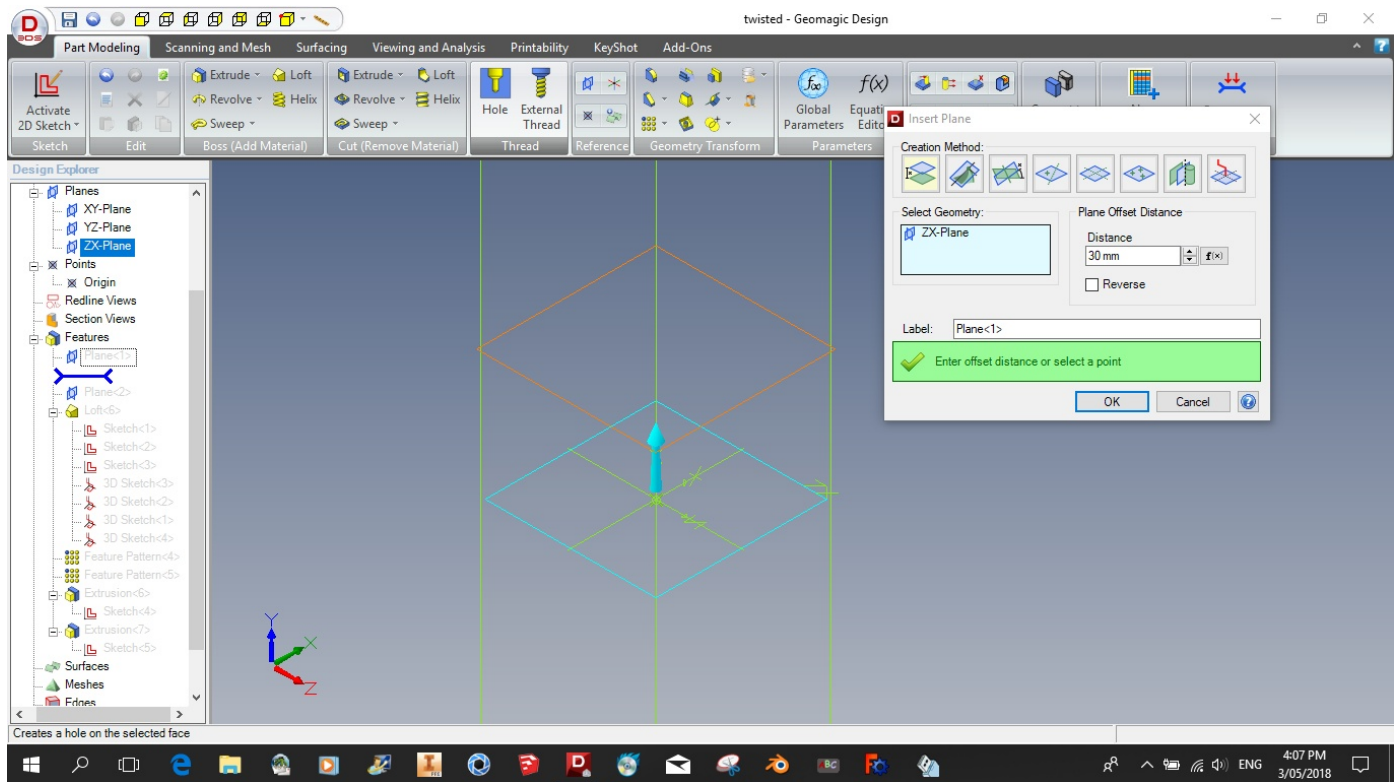 twisted - Geomagic Design
Part Modeling Scanning and Mesh Surfacing Viewing and Analysis Printability KeyShot Add-Ons
Extrude Loft Extrude Loft
Revolve Helix Revolve Helix
Sweep Sweep
Activate
2D Sketch
Hole External
Thread
Global
Parameters
f(x)
Sketch Edit Boss (Add Material) Cut (Remove Material) Thread Reference Geometry Transform
Design Explorer
Planes
XY-Plane
YZ-Plane
ZX-Plane
Points
Origin
Redline Views
Section Views
Features
Plane<1>
Plane<2>
Loft<6>
Sketch<1>
Sketch<2>
Sketch<3>
3D Sketch<3>
3D Sketch<2>
3D Sketch<1>
3D Sketch<4>
Feature Pattern<4>
Feature Pattern<5>
Extrusion<6>
Sketch<4>
Extrusion<7>
Sketch<5>
Surfaces
Meshes
Edges
Y
X
Z
Insert Plane
Creation Method:
Select Geometry:
ZX-Plane
Plane Offset Distance
Distance
30 mm
f(x)
Reverse
Label: Plane<1>
Enter offset distance or select a point
OK Cancel
Creates a hole on the selected face
ENG
4:07 PM
3/05/2018